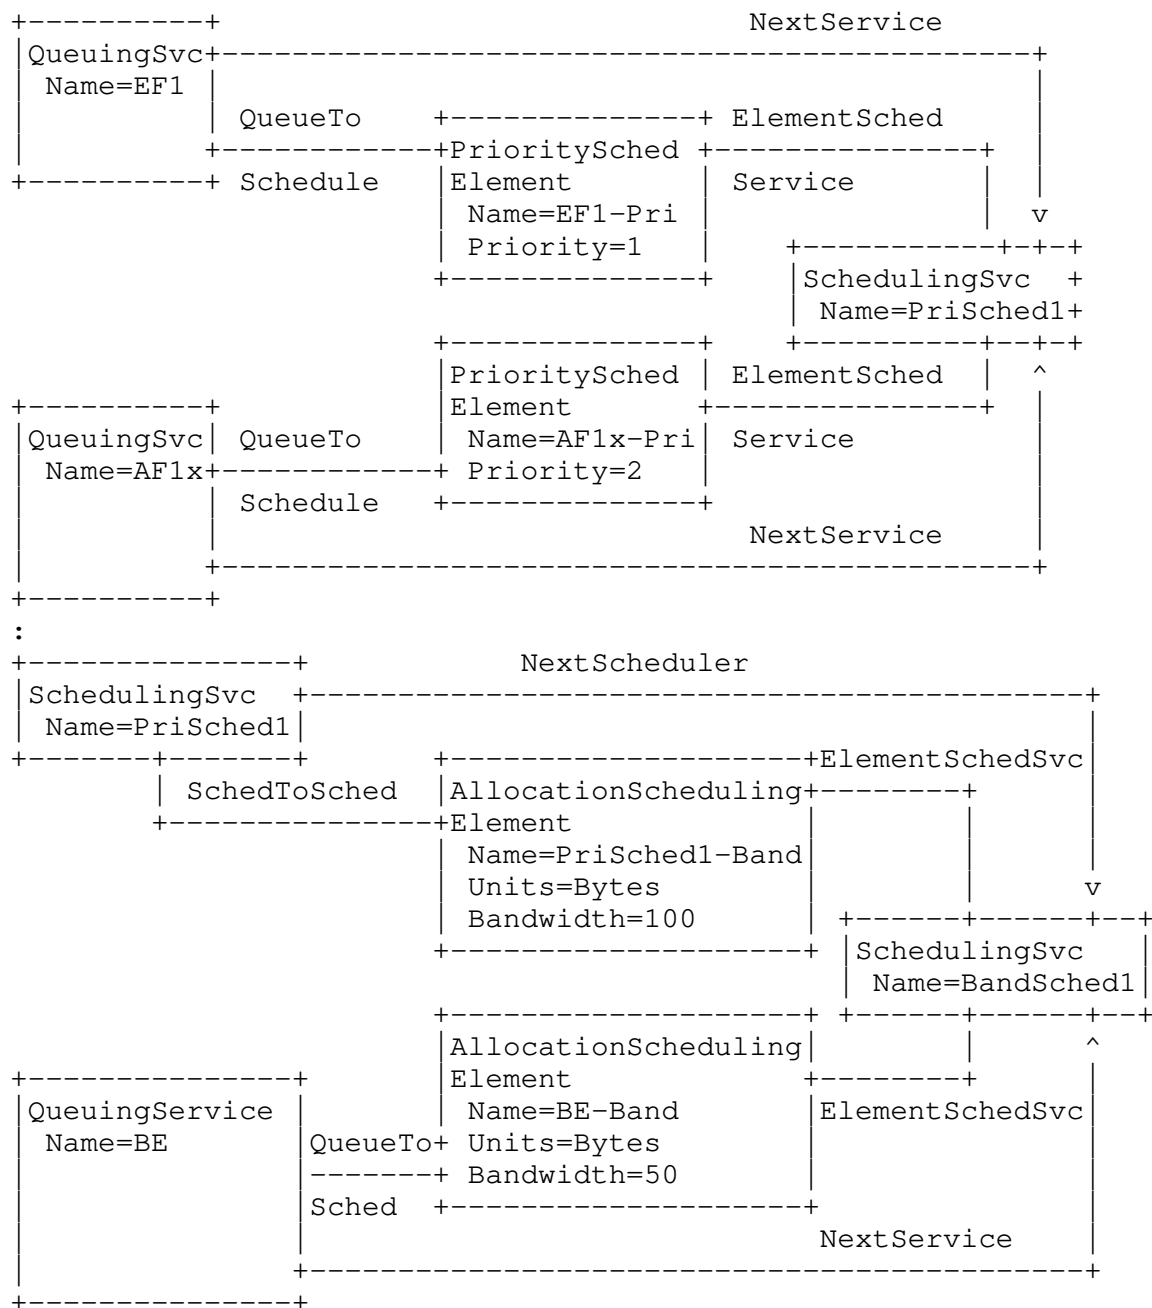 +----------+                              NextService
|QueuingSvc+----------------------------------------------+
| Name=EF1 |                                              |
|          | QueueTo    +--------------+ ElementSched     |
|          +------------+PrioritySched +---------------+  |
+----------+ Schedule   |Element       | Service       |  |
                        | Name=EF1-Pri |               |  v
                        | Priority=1   |    +-----------+-+-+
                        +--------------+    |SchedulingSvc  +
                                            | Name=PriSched1+
                        +--------------+    +----------+--+-+
                        |PrioritySched | ElementSched  |  ^
+----------+            |Element       +---------------+  |
|QueuingSvc| QueueTo    | Name=AF1x-Pri| Service          |
| Name=AF1x+------------+ Priority=2   |                  |
|          | Schedule   +--------------+                  |
|          |                              NextService     |
|          +----------------------------------------------+
+----------+
:
+---------------+            NextScheduler
|SchedulingSvc  +--------------------------------------------+
| Name=PriSched1|                                            |
+-------+-------+       +--------------------+ElementSchedSvc|
        | SchedToSched  |AllocationScheduling+--------+      |
        +---------------+Element             |        |      |
                        | Name=PriSched1-Band|        |      |
                        | Units=Bytes        |        |      v
                        | Bandwidth=100      | +------+------+--+
                        +--------------------+ |SchedulingSvc   |
                                               | Name=BandSched1|
                        +--------------------+ +------+------+--+
                        |AllocationScheduling|        |      ^
+---------------+       |Element             +--------+      |
|QueuingService |       | Name=BE-Band       |ElementSchedSvc|
| Name=BE       |QueueTo+ Units=Bytes        |               |
|               |-------+ Bandwidth=50       |               |
|               |Sched  +--------------------+               |
|               |                             NextService    |
|               +--------------------------------------------+
+---------------+